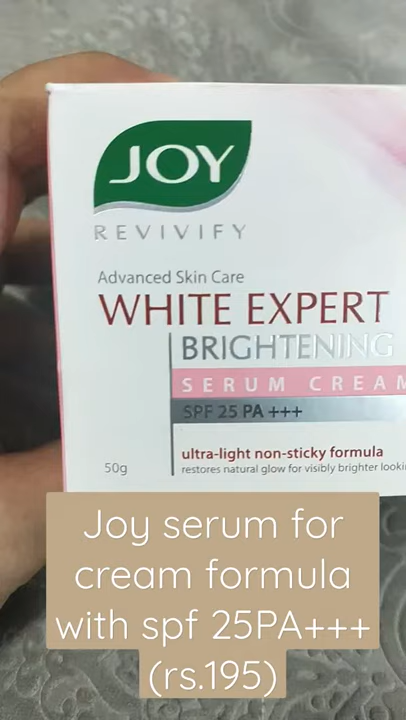 JOY
REVIVIFY
Advanced Skin Care
WHITE EXPERT
BRIGHTENING
SERUM CREAM
SPF 25 PA +++
ultra-light non-sticky formula
50g
restores natural glow for visibly brighter
Joy serum for
cream formula
with spf 25PA+++
(rs.195)